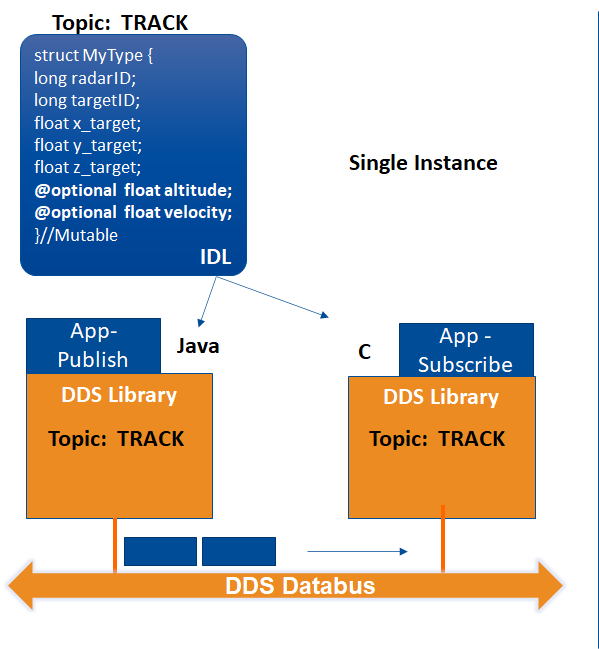 Topic:  TRACK
struct MyType {
long radarID;
long targetID;
float x_target;
float y_target;
float z_target;
@optional  float altitude;
@optional  float velocity;
}//Mutable
IDL
Single Instance
App-
Publish
Java
C
App -
Subscribe
DDS Library
Topic:  TRACK
DDS Library
Topic:  TRACK
DDS Databus